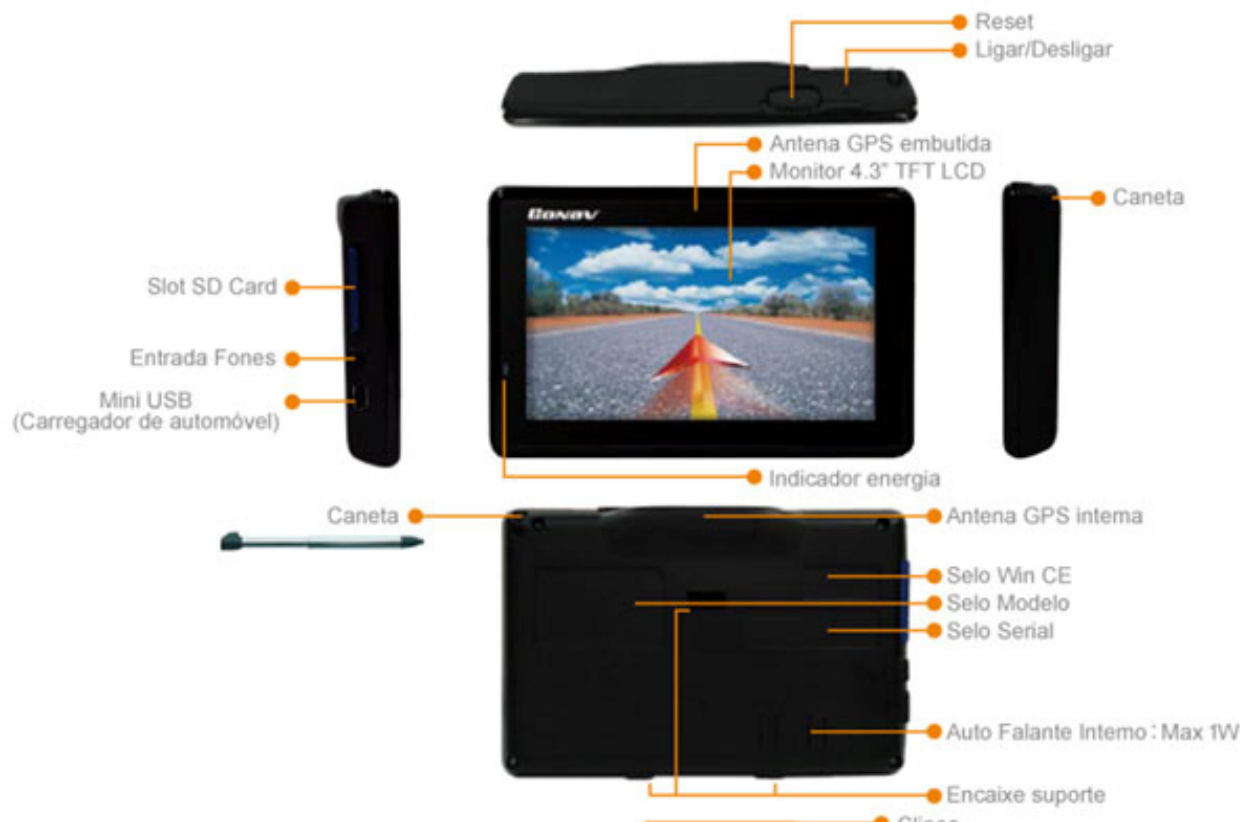 Reset
Ligar/Desligar
Antena GPS embutida
Monitor 4.3" TFT LCD
Caneta
GoNav
Slot SD Card
Entrada Fones
Mini USB
(Carregador de automóvel)
Indicador energia
Caneta
Antena GPS interna
Selo Win CE
Selo Modelo
Selo Serial
Auto Falante Interno : Max 1W
Encaixe suporte